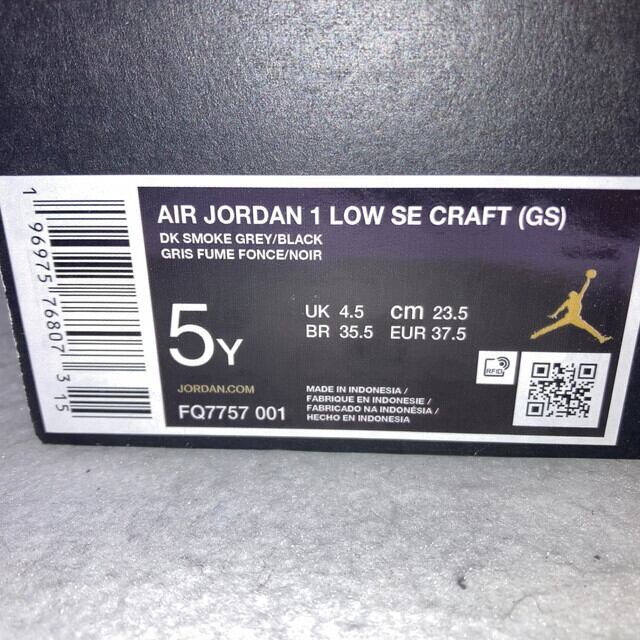 AIR JORDAN 1 LOW SE CRAFT (GS)
DK SMOKE GREY/BLACK
GRIS FUME FONCE/NOIR
5Y
UK 4.5 cm 23.5
BR 35.5 EUR 37.5
JORDAN.COM
FQ7757 001
MADE IN INDONESIA /
FABRIQUE EN INDONESIE /
FABRICADO NA INDONÉSIA /
HECHO EN INDONESIA
RFID
1 96975 76807 3 15